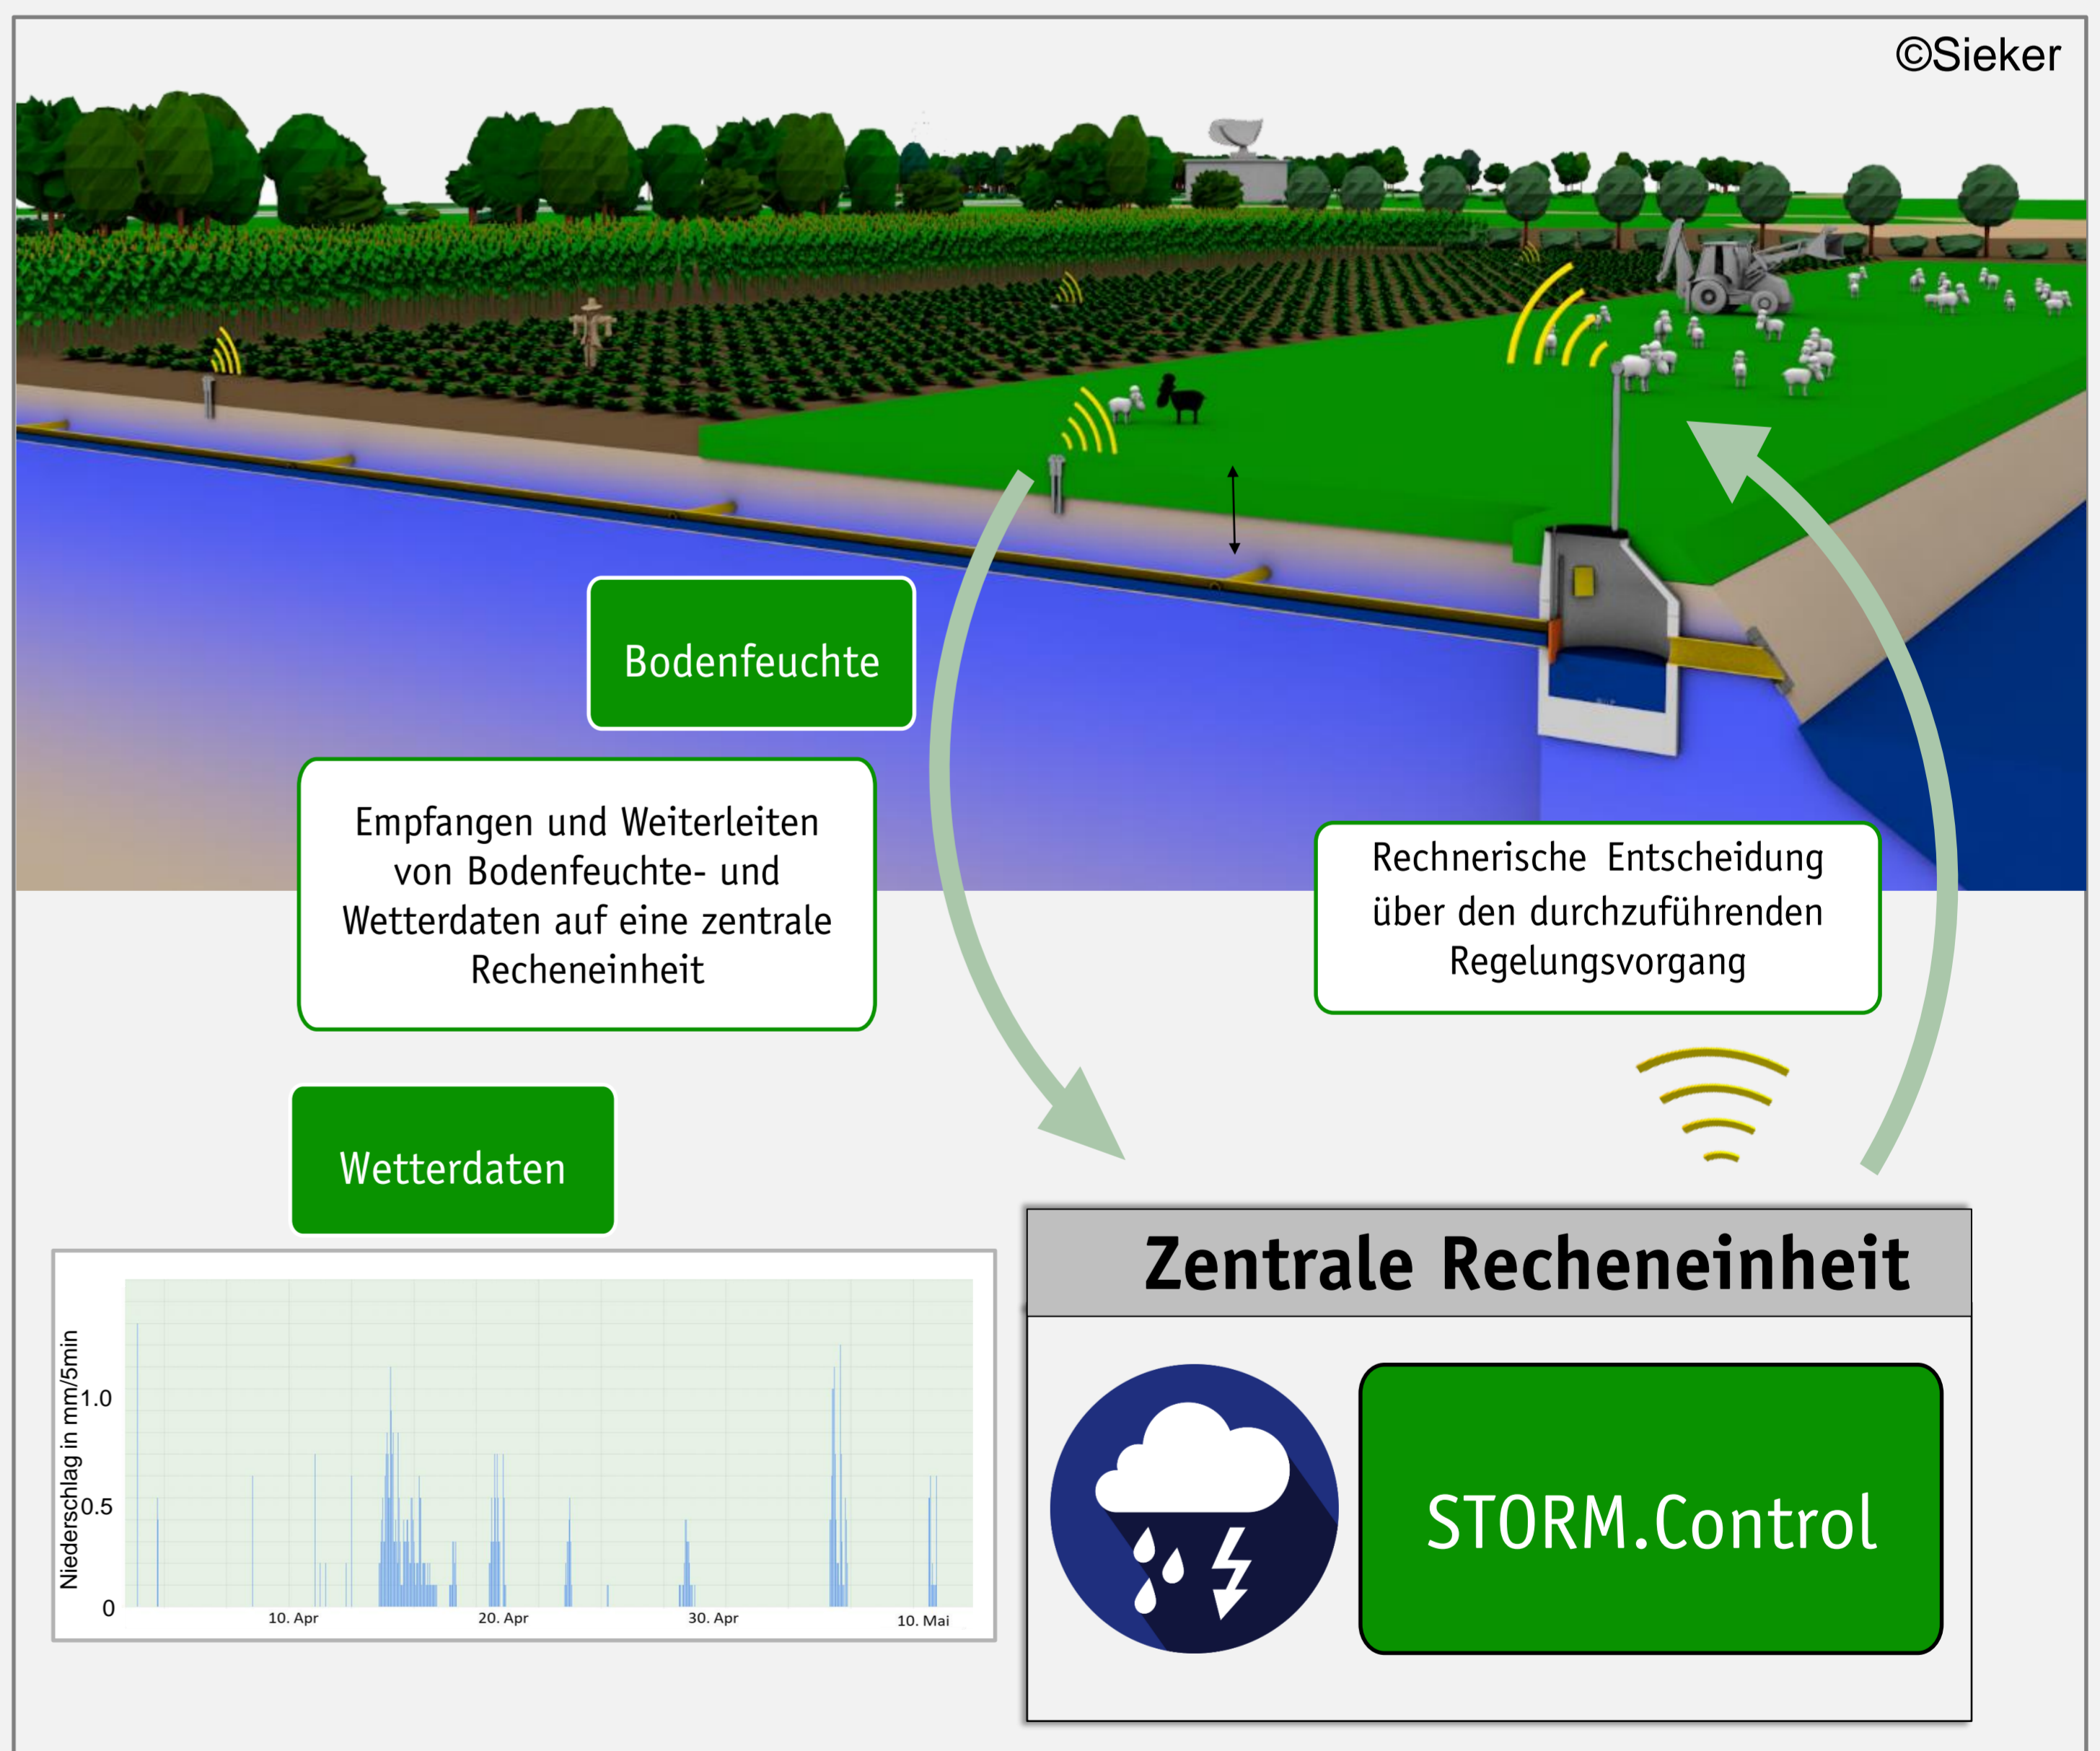 ©Sieker
Bodenfeuchte
Empfangen und Weiterleiten
von Bodenfeuchte- und
Wetterdaten auf eine zentrale
Recheneinheit
Rechnerische Entscheidung
über den durchzuführenden
Regelungsvorgang
Wetterdaten
Niederschlag in mm/5min
1.0
0.5
0
10. Apr
20. Apr
30. Apr
10. Mai
Zentrale Recheneinheit
STORM.Control